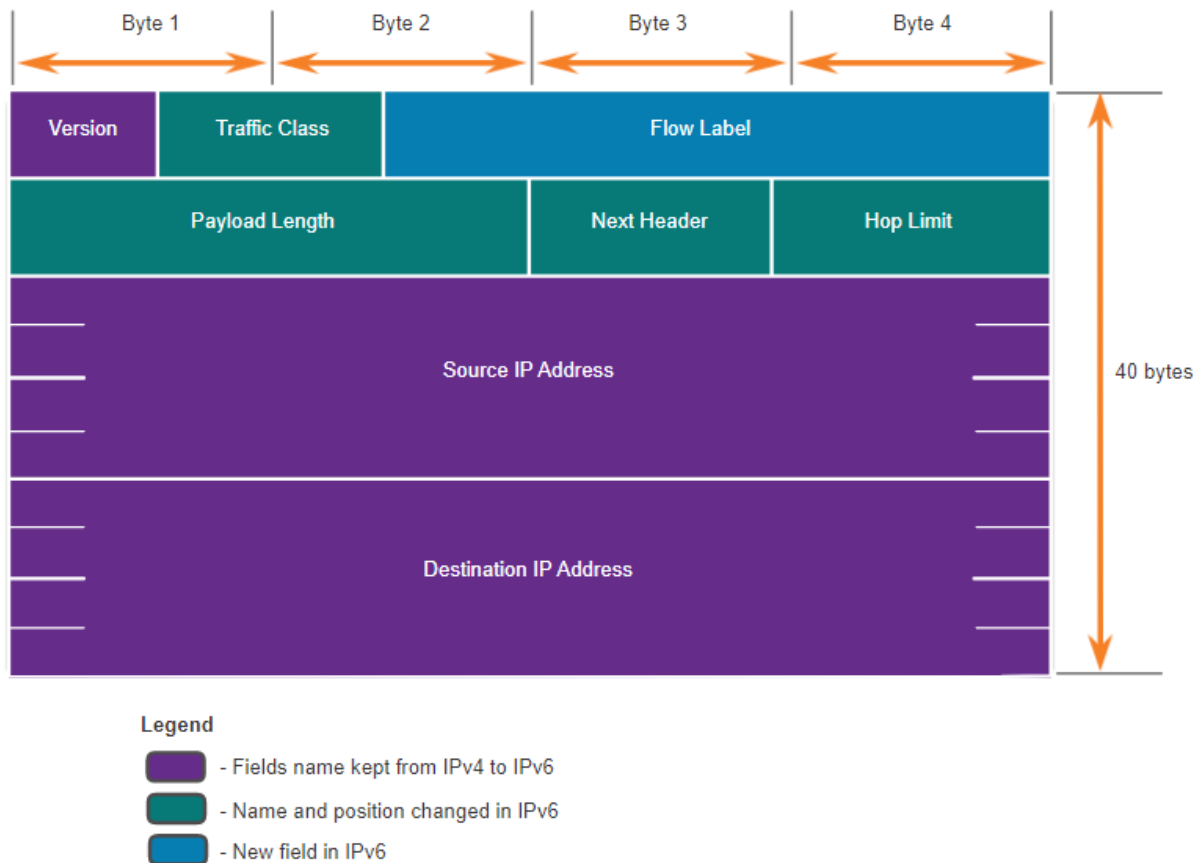 Byte 1 Byte 2 Byte 3 Byte 4
Version Traffic Class Flow Label
Payload Length Next Header Hop Limit
Source IP Address
40 bytes
Destination IP Address
Legend
- Fields name kept from IPv4 to IPv6
- Name and position changed in IPv6
- New field in IPv6